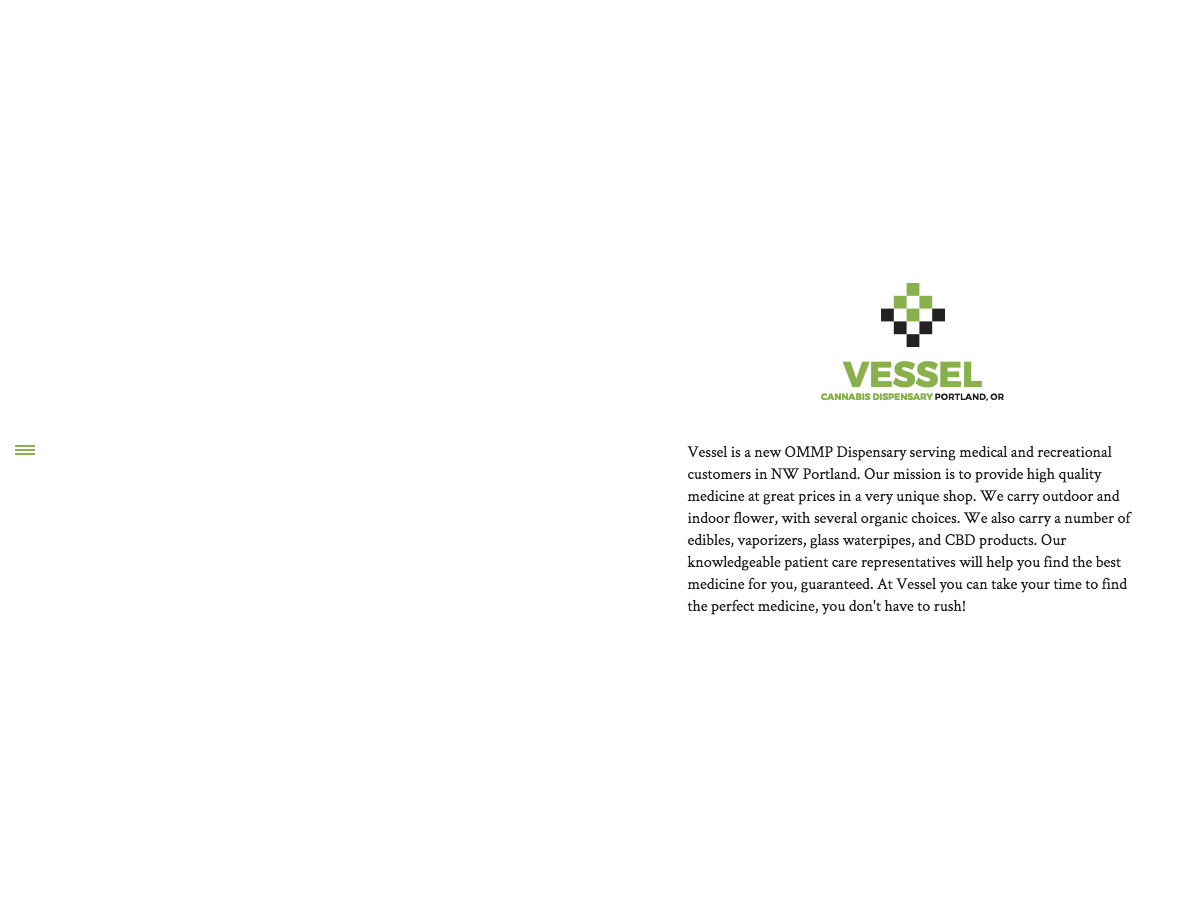 VESSEL
CANNABIS DISPENSARY PORTLAND, OR
Vessel is a new OMMP Dispensary serving medical and recreational
customers in NW Portland. Our mission is to provide high quality
medicine at great prices in a very unique shop. We carry outdoor and
indoor flower, with several organic choices. We also carry a number of
edibles, vaporizers, glass waterpipes, and CBD products. Our
knowledgeable patient care representatives will help you find the best
medicine for you, guaranteed. At Vessel you can take your time to find
the perfect medicine, you don't have to rush!